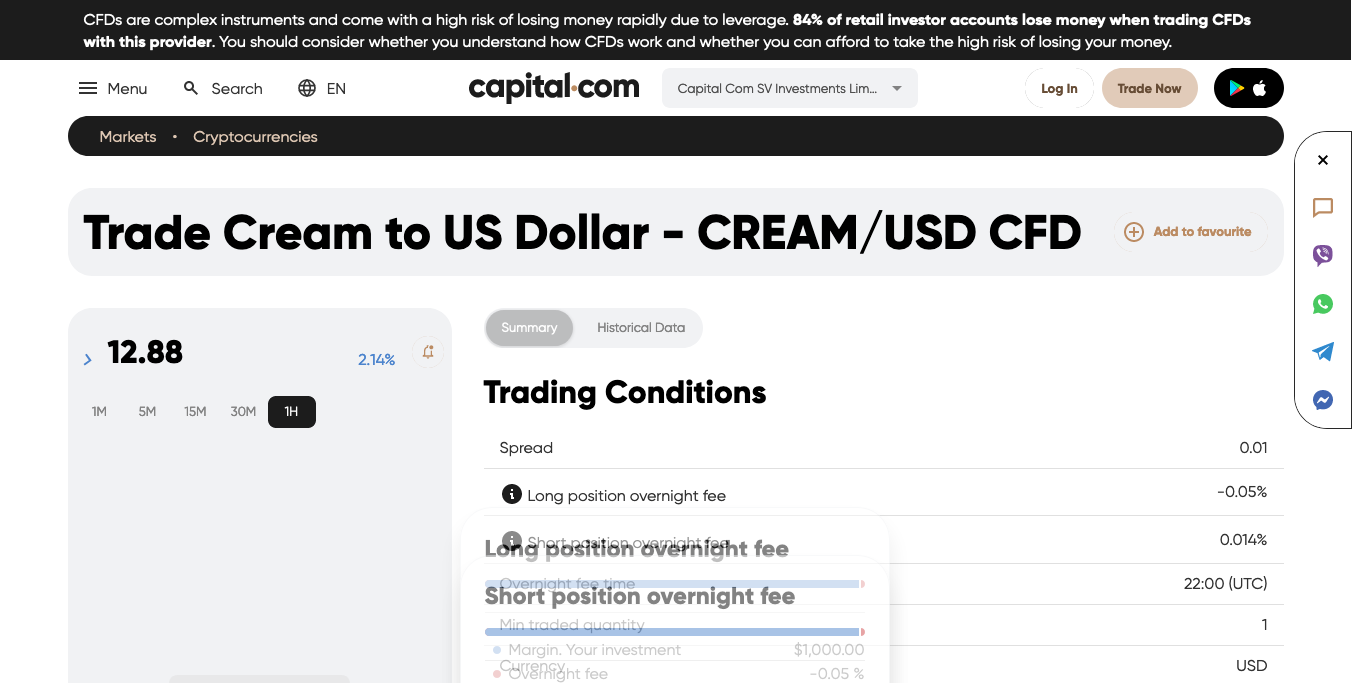 CFDs are complex instruments and come with a high risk of losing money rapidly due to leverage. 84% of retail investor accounts lose money when trading CFDs
with this provider. You should consider whether you understand how CFDs work and whether you can afford to take the high risk of losing your money.
Menu Search EN capital.com Capital Com SV Investments Lim... Log In Trade Now
Markets • Cryptocurrencies
Trade Cream to US Dollar - CREAM/USD CFD Add to favourite
12.88 2.14%
1M 5M 15M 30M 1H
Summary Historical Data
Trading Conditions
Spread 0.01
Long position overnight fee -0.05%
Short position overnight fee 0.014%
Long position overnight fee
Overnight fee time 22:00 (UTC)
Short position overnight fee
Min traded quantity 1
Margin. Your investment $1,000.00
Currency USD
Overnight fee -0.05 %